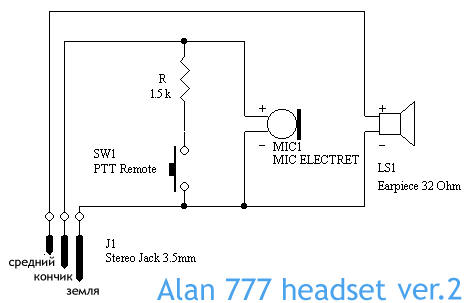 R
1.5 k
+
+
–
MIC1
MIC ELECTRET
–
SW1
PTT Remote
LS1
Earpiece 32 Ohm
J1
Stereo Jack 3.5mm
средний
кончик
земля
Alan 777 headset ver.2